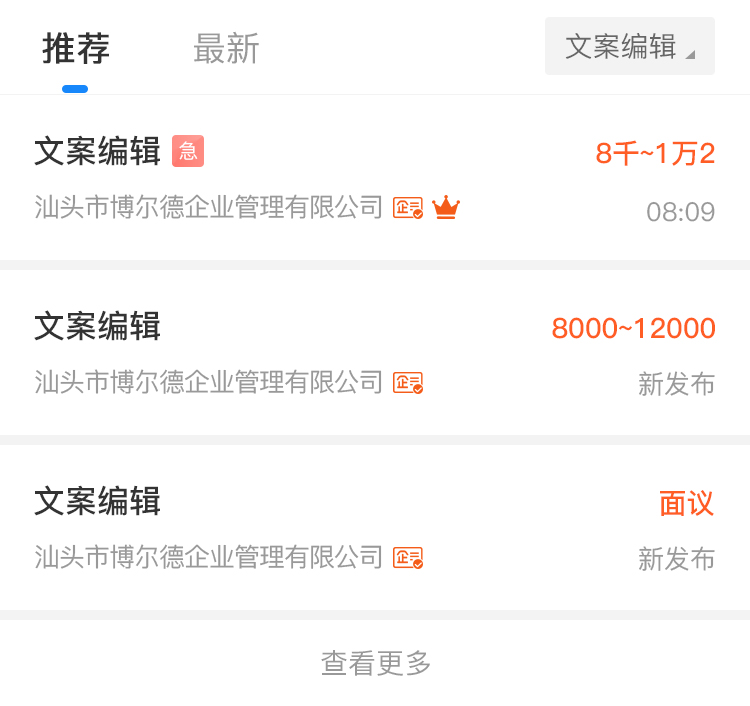 推荐 最新 文案编辑
文案编辑 急 8千~1万2
汕头市博尔德企业管理有限公司 企 08:09
文案编辑 8000~12000
汕头市博尔德企业管理有限公司 企 新发布
文案编辑 面议
汕头市博尔德企业管理有限公司 企 新发布
查看更多